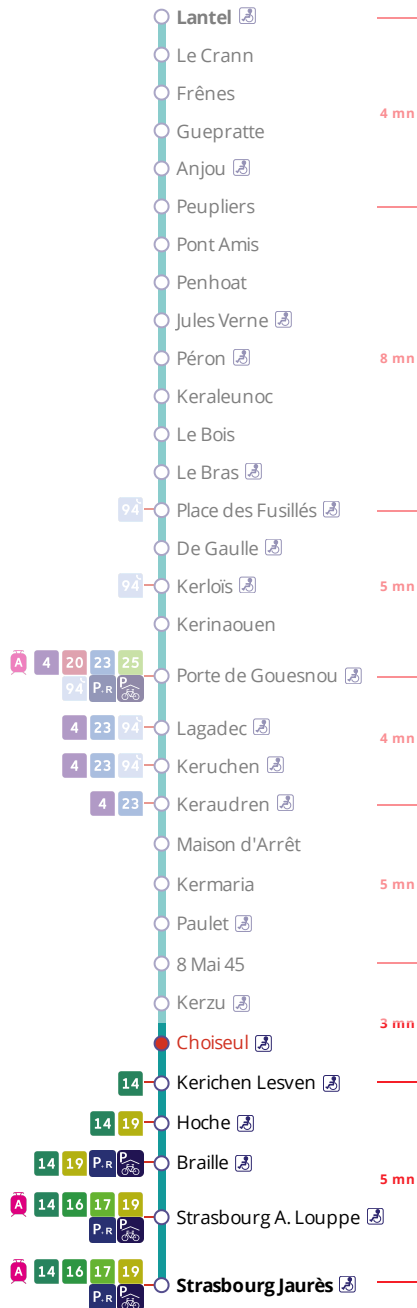 Lantel
Le Crann
Frênes
4 mn
Guepratte
Anjou
Peupliers
Pont Amis
Penhoat
Jules Verne
Péron
8 mn
Keraleunoc
Le Bois
Le Bras
94 Place des Fusillés
De Gaulle
94 Kerloïs
5 mn
Kerinaouen
A 4 20 23 25
Porte de Gouesnou
94 P.R P
4 23 94 Lagadec
4 mn
4 23 94 Keruchen
4 23 Keraudren
Maison d'Arrêt
Kermaria
5 mn
Paulet
8 Mai 45
Kerzu
3 mn
Choiseul
14 Kerichen Lesven
14 19 Hoche
14 19 P.R P Braille
5 mn
A 14 16 17 19
Strasbourg A. Louppe
P.R P
A 14 16 17 19
Strasbourg Jaurès
P.R P